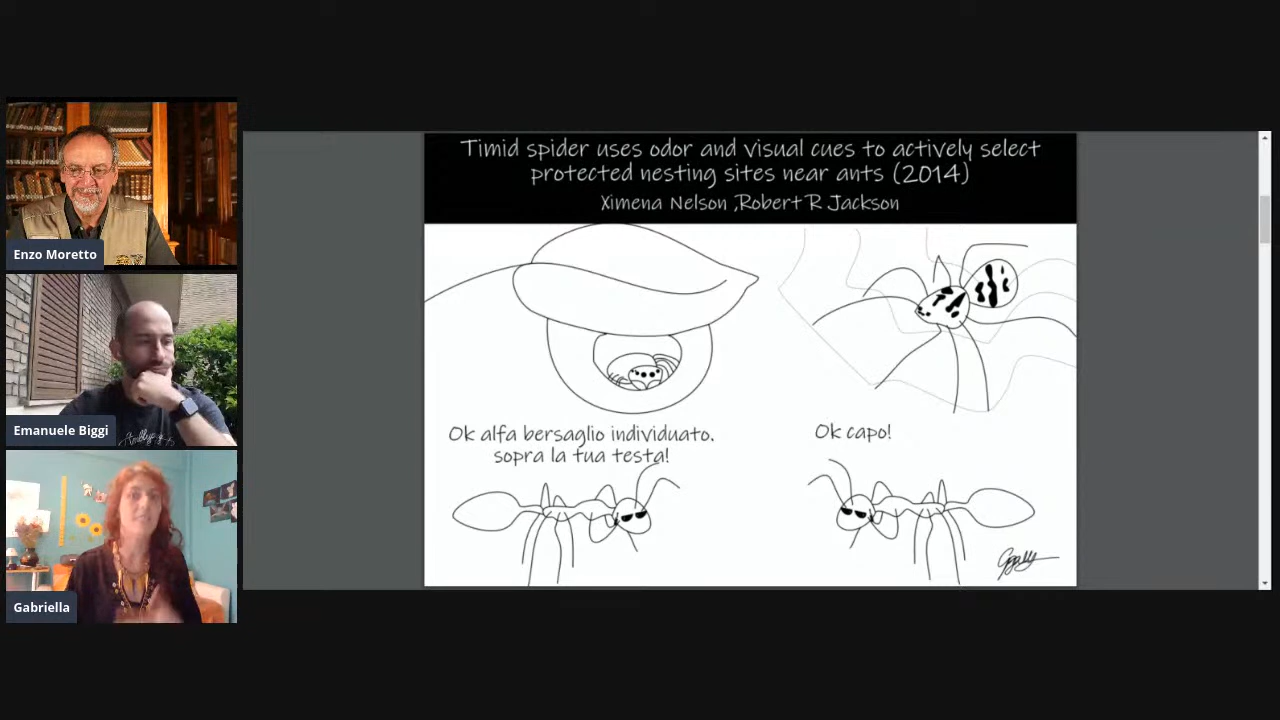 Timid spider uses odor and visual cues to actively select
protected nesting sites near ants (2014)
Ximena Nelson ,Robert R Jackson
Enzo Moretto
Emanuele Biggi
Gabriella
Ok alfa bersaglio individuato.
sopra la tua testa!
Ok capo!